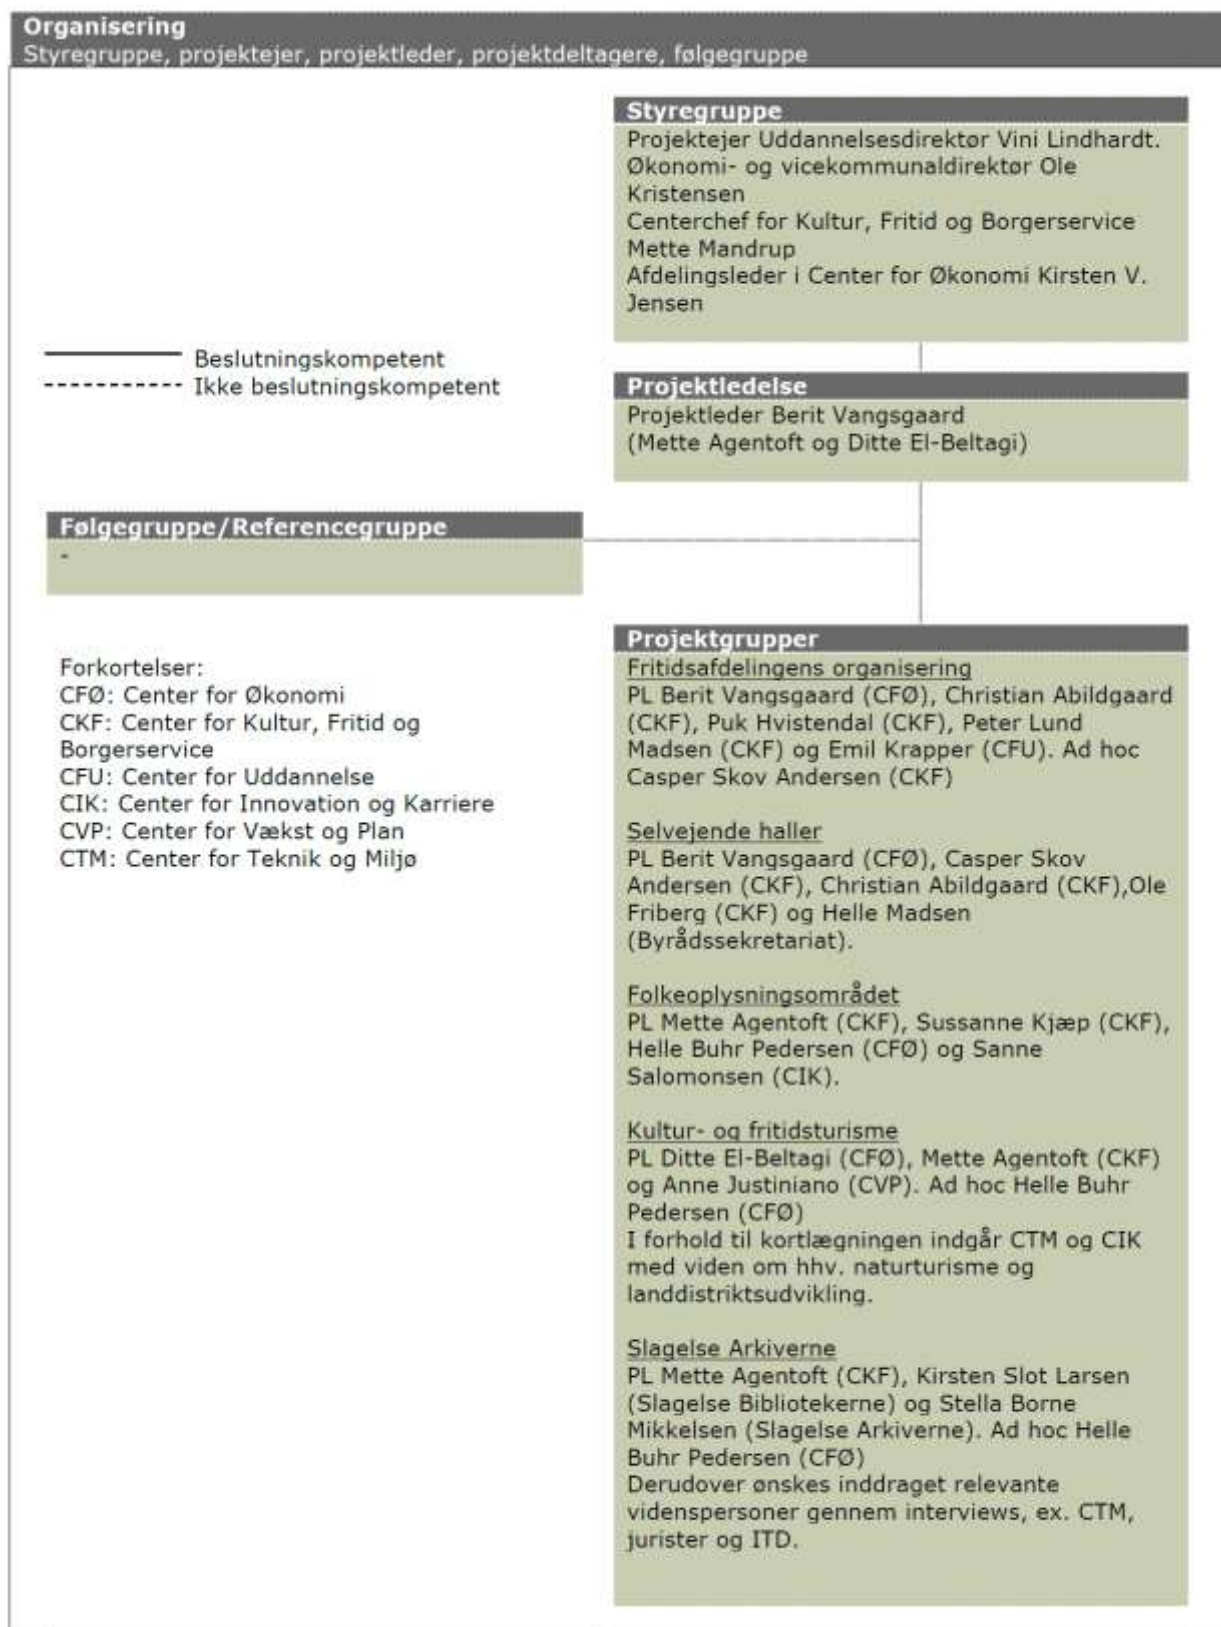 Organisering
Styregruppe, projektejer, projektleder, projektdeltagere, følgegruppe
Styregruppe
Projektejer Uddannelsesdirektør Vini Lindhardt.
Økonomi- og vicekommunaldirektør Ole
Kristensen
Centerchef for Kultur, Fritid og Borgerservice
Mette Mandrup
Afdelingsleder i Center for Økonomi Kirsten V.
Jensen
Beslutningskompetent
Ikke beslutningskompetent
Projektledelse
Projektleder Berit Vangsgaard
(Mette Agentoft og Ditte El-Beltagi)
Følgegruppe/Referencegruppe
-
Forkortelser:
CFØ: Center for Økonomi
CKF: Center for Kultur, Fritid og
Borgerservice
CFU: Center for Uddannelse
CIK: Center for Innovation og Karriere
CVP: Center for Vækst og Plan
CTM: Center for Teknik og Miljø
Projektgrupper
Fritidsafdelingens organisering
PL Berit Vangsgaard (CFØ), Christian Abildgaard
(CKF), Puk Hvistendal (CKF), Peter Lund
Madsen (CKF) og Emil Krapper (CFU). Ad hoc
Casper Skov Andersen (CKF)
Selvejende haller
PL Berit Vangsgaard (CFØ), Casper Skov
Andersen (CKF), Christian Abildgaard (CKF),Ole
Friberg (CKF) og Helle Madsen
(Byrådssekretariat).
Folkeoplysningsområdet
PL Mette Agentoft (CKF), Sussanne Kjæp (CKF),
Helle Buhr Pedersen (CFØ) og Sanne
Salomonsen (CIK).
Kultur- og fritidsturisme
PL Ditte El-Beltagi (CFØ), Mette Agentoft (CKF)
og Anne Justiniano (CVP). Ad hoc Helle Buhr
Pedersen (CFØ)
I forhold til kortlægningen indgår CTM og CIK
med viden om hhv. naturturisme og
landdistriktsudvikling.
Slagelse Arkiverne
PL Mette Agentoft (CKF), Kirsten Slot Larsen
(Slagelse Bibliotekerne) og Stella Borne
Mikkelsen (Slagelse Arkiverne). Ad hoc Helle
Buhr Pedersen (CFØ)
Derudover ønskes inddraget relevante
videnspersoner gennem interviews, ex. CTM,
jurister og ITD.